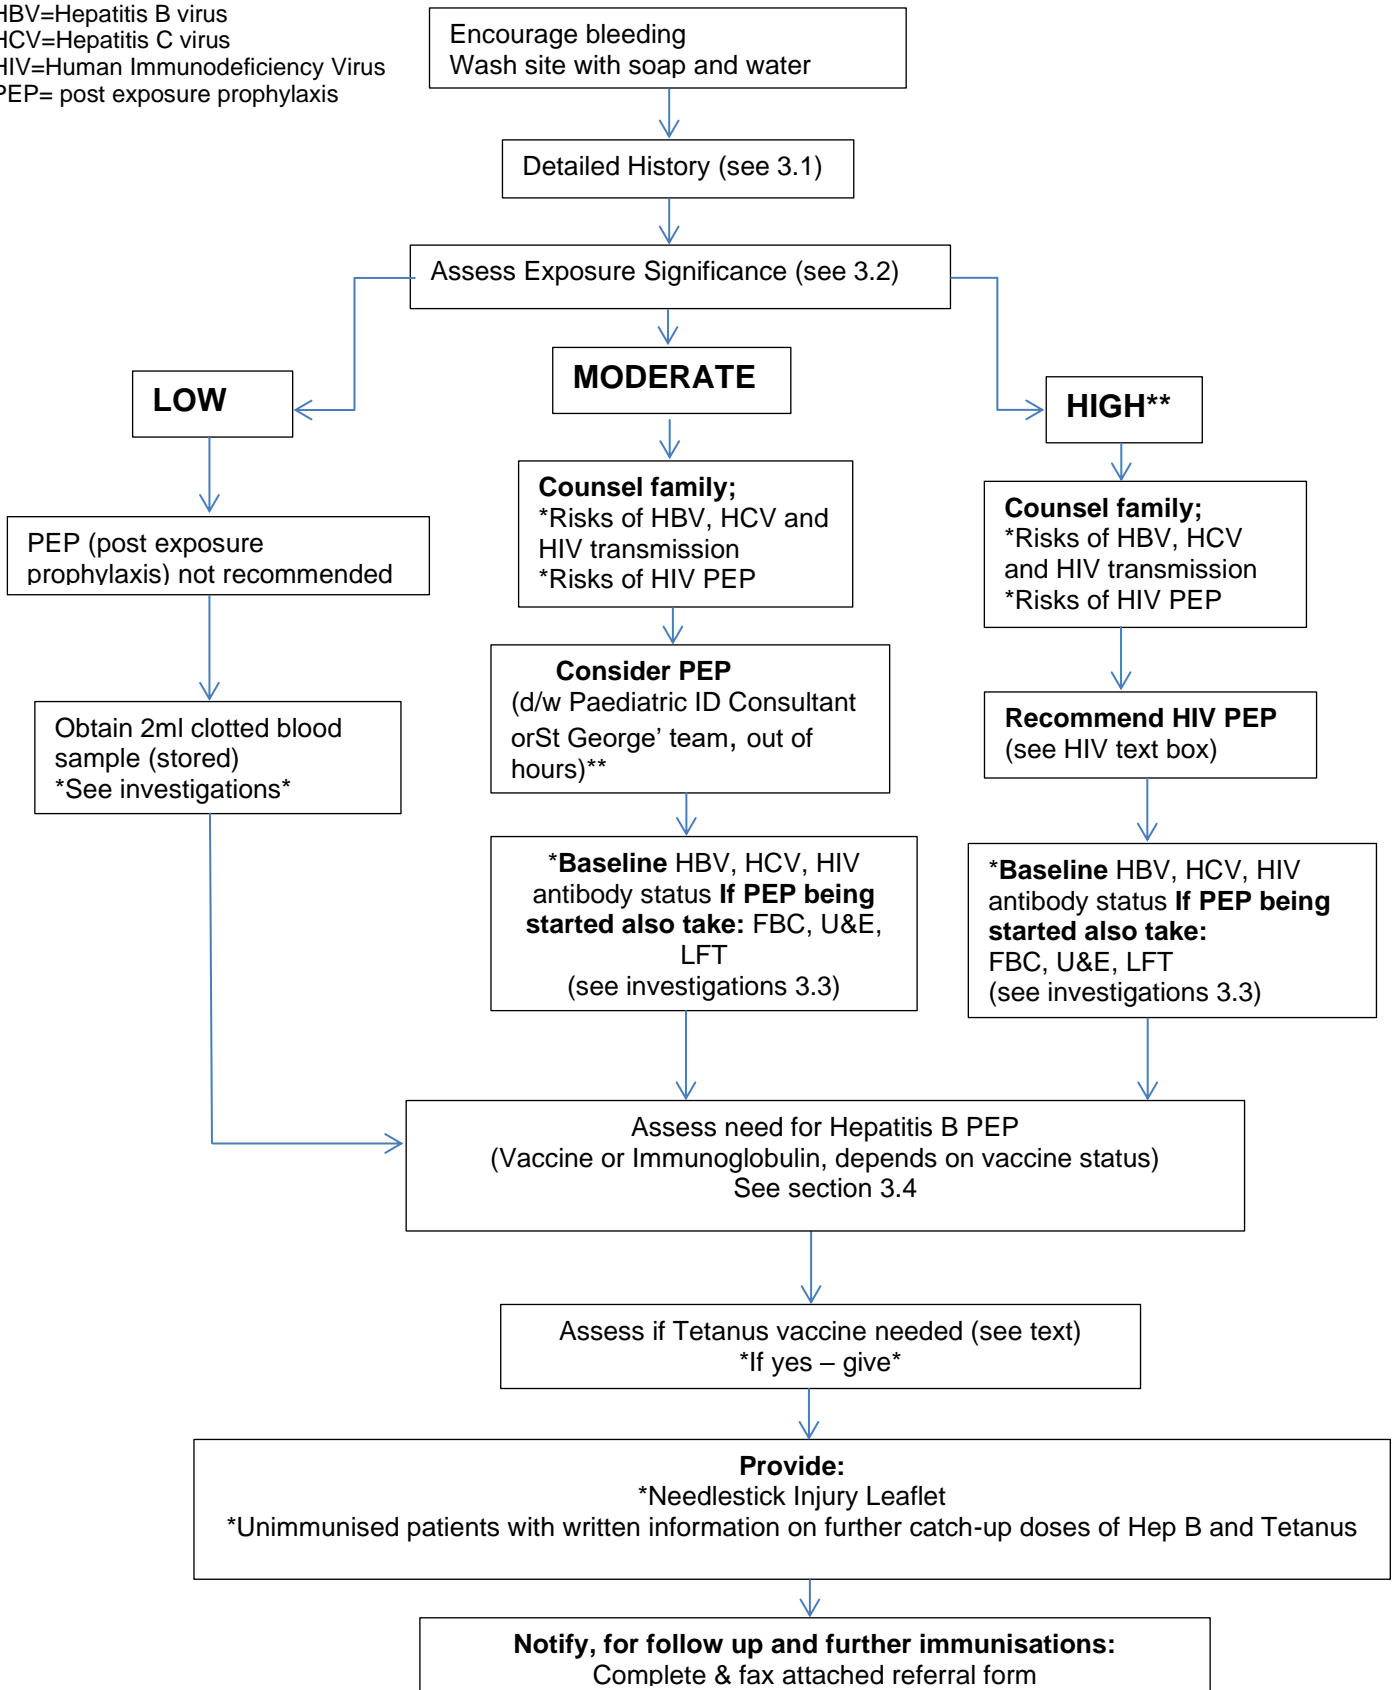 HBV=Hepatitis B virus
HCV=Hepatitis C virus
HIV=Human Immunodeficiency Virus
PEP= post exposure prophylaxis
Encourage bleeding
Wash site with soap and water
Detailed History (see 3.1)
Assess Exposure Significance (see 3.2)
LOW
MODERATE
HIGH**
PEP (post exposure
prophylaxis) not recommended
Obtain 2ml clotted blood
sample (stored)
*See investigations*
Counsel family;
*Risks of HBV, HCV and
HIV transmission
*Risks of HIV PEP
Consider PEP
(d/w Paediatric ID Consultant
orSt George' team, out of
hours)**
*Baseline HBV, HCV, HIV
antibody status If PEP being
started also take: FBC, U&E,
LFT
(see investigations 3.3)
Counsel family;
*Risks of HBV, HCV
and HIV transmission
*Risks of HIV PEP
Recommend HIV PEP
(see HIV text box)
*Baseline HBV, HCV, HIV
antibody status If PEP being
started also take:
FBC, U&E, LFT
(see investigations 3.3)
Assess need for Hepatitis B PEP
(Vaccine or Immunoglobulin, depends on vaccine status)
See section 3.4
Assess if Tetanus vaccine needed (see text)
*If yes – give*
Provide:
*Needlestick Injury Leaflet
*Unimmunised patients with written information on further catch-up doses of Hep B and Tetanus
Notify, for follow up and further immunisations:
Complete & fax attached referral form